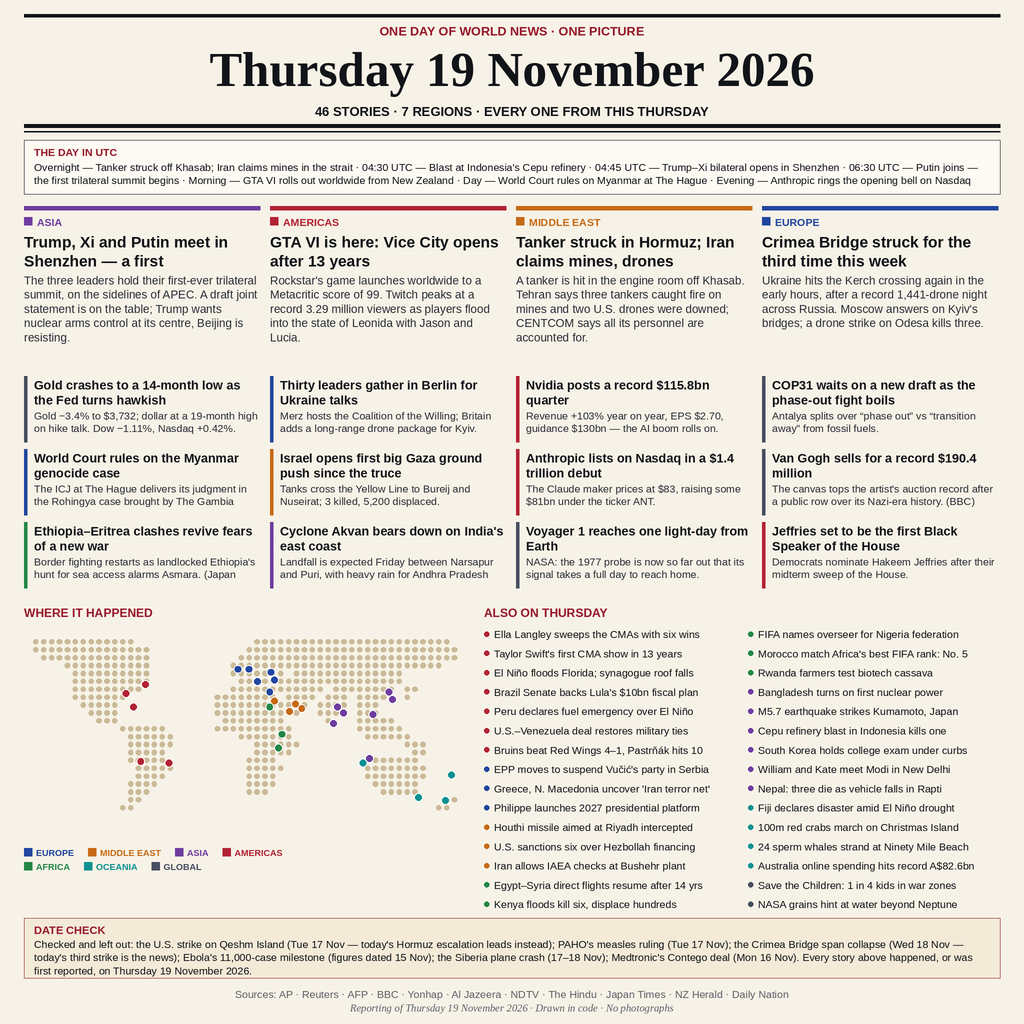 ONE DAY OF WORLD NEWS · ONE PICTURE
Thursday 19 November 2026
46 STORIES · 7 REGIONS · EVERY ONE FROM THIS THURSDAY
THE DAY IN UTC
Overnight — Tanker struck off Khasab; Iran claims mines in the strait · 04:30 UTC — Blast at Indonesia's Cepu refinery · 04:45 UTC — Trump–Xi bilateral opens in Shenzhen · 06:30 UTC — Putin joins —
the first trilateral summit begins · Morning — GTA VI rolls out worldwide from New Zealand · Day — World Court rules on Myanmar at The Hague · Evening — Anthropic rings the opening bell on Nasdaq
ASIA
Trump, Xi and Putin meet in
Shenzhen — a first
The three leaders hold their first-ever trilateral
summit, on the sidelines of APEC. A draft joint
statement is on the table; Trump wants
nuclear arms control at its centre, Beijing is
resisting.
AMERICAS
GTA VI is here: Vice City opens
after 13 years
Rockstar's game launches worldwide to a
Metacritic score of 99. Twitch peaks at a
record 3.29 million viewers as players flood
into the state of Leonida with Jason and
Lucia.
MIDDLE EAST
Tanker struck in Hormuz; Iran
claims mines, drones
A tanker is hit in the engine room off Khasab.
Tehran says three tankers caught fire on
mines and two U.S. drones were downed;
CENTCOM says all its personnel are
accounted for.
EUROPE
Crimea Bridge struck for the
third time this week
Ukraine hits the Kerch crossing again in the
early hours, after a record 1,441-drone night
across Russia. Moscow answers on Kyiv's
bridges; a drone strike on Odesa kills three.
Gold crashes to a 14-month low as
the Fed turns hawkish
Gold −3.4% to $3,732; dollar at a 19-month high
on hike talk. Dow −1.11%, Nasdaq +0.42%.
Thirty leaders gather in Berlin for
Ukraine talks
Merz hosts the Coalition of the Willing; Britain
adds a long-range drone package for Kyiv.
Nvidia posts a record $115.8bn
quarter
Revenue +103% year on year, EPS $2.70,
guidance $130bn — the AI boom rolls on.
COP31 waits on a new draft as the
phase-out fight boils
Antalya splits over “phase out” vs “transition
away” from fossil fuels.
World Court rules on the Myanmar
genocide case
The ICJ at The Hague delivers its judgment in
the Rohingya case brought by The Gambia
Israel opens first big Gaza ground
push since the truce
Tanks cross the Yellow Line to Bureij and
Nuseirat; 3 killed, 5,200 displaced.
Anthropic lists on Nasdaq in a $1.4
trillion debut
The Claude maker prices at $83, raising some
$81bn under the ticker ANT.
Van Gogh sells for a record $190.4
million
The canvas tops the artist's auction record after
a public row over its Nazi-era history. (BBC)
Ethiopia–Eritrea clashes revive fears
of a new war
Border fighting restarts as landlocked Ethiopia's
hunt for sea access alarms Asmara. (Japan
Cyclone Akvan bears down on India's
east coast
Landfall is expected Friday between Narsapur
and Puri, with heavy rain for Andhra Pradesh
Voyager 1 reaches one light-day from
Earth
NASA: the 1977 probe is now so far out that its
signal takes a full day to reach home.
Jeffries set to be the first Black
Speaker of the House
Democrats nominate Hakeem Jeffries after their
midterm sweep of the House.
WHERE IT HAPPENED
EUROPE MIDDLE EAST ASIA AMERICAS
AFRICA OCEANIA GLOBAL
ALSO ON THURSDAY
Ella Langley sweeps the CMAs with six wins
Taylor Swift's first CMA show in 13 years
El Niño floods Florida; synagogue roof falls
Brazil Senate backs Lula's $10bn fiscal plan
Peru declares fuel emergency over El Niño
U.S.–Venezuela deal restores military ties
Bruins beat Red Wings 4–1, Pastrňák hits 10
EPP moves to suspend Vučić's party in Serbia
Greece, N. Macedonia uncover 'Iran terror net'
Philippe launches 2027 presidential platform
Houthi missile aimed at Riyadh intercepted
U.S. sanctions six over Hezbollah financing
Iran allows IAEA checks at Bushehr plant
Egypt–Syria direct flights resume after 14 yrs
Kenya floods kill six, displace hundreds
FIFA names overseer for Nigeria federation
Morocco match Africa's best FIFA rank: No. 5
Rwanda farmers test biotech cassava
Bangladesh turns on first nuclear power
M5.7 earthquake strikes Kumamoto, Japan
Cepu refinery blast in Indonesia kills one
South Korea holds college exam under curbs
William and Kate meet Modi in New Delhi
Nepal: three die as vehicle falls in Rapti
Fiji declares disaster amid El Niño drought
100m red crabs march on Christmas Island
24 sperm whales strand at Ninety Mile Beach
Australia online spending hits record A$82.6bn
Save the Children: 1 in 4 kids in war zones
NASA grains hint at water beyond Neptune
DATE CHECK
Checked and left out: the U.S. strike on Qeshm Island (Tue 17 Nov — today's Hormuz escalation leads instead); PAHO's measles ruling (Tue 17 Nov); the Crimea Bridge span collapse (Wed 18 Nov —
today's third strike is the news); Ebola's 11,000-case milestone (figures dated 15 Nov); the Siberia plane crash (17–18 Nov); Medtronic's Contego deal (Mon 16 Nov). Every story above happened, or was
first reported, on Thursday 19 November 2026.
Sources: AP · Reuters · AFP · BBC · Yonhap · Al Jazeera · NDTV · The Hindu · Japan Times · NZ Herald · Daily Nation
Reporting of Thursday 19 November 2026 · Drawn in code · No photographs